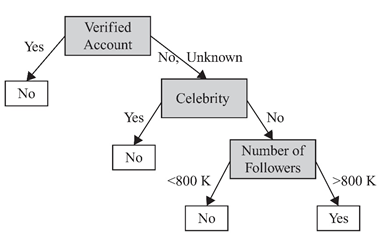 Verified
Account
Yes
No, Unknown
No
Celebrity
Yes
No
No
Number of
Followers
<800 K
>800 K
No
Yes